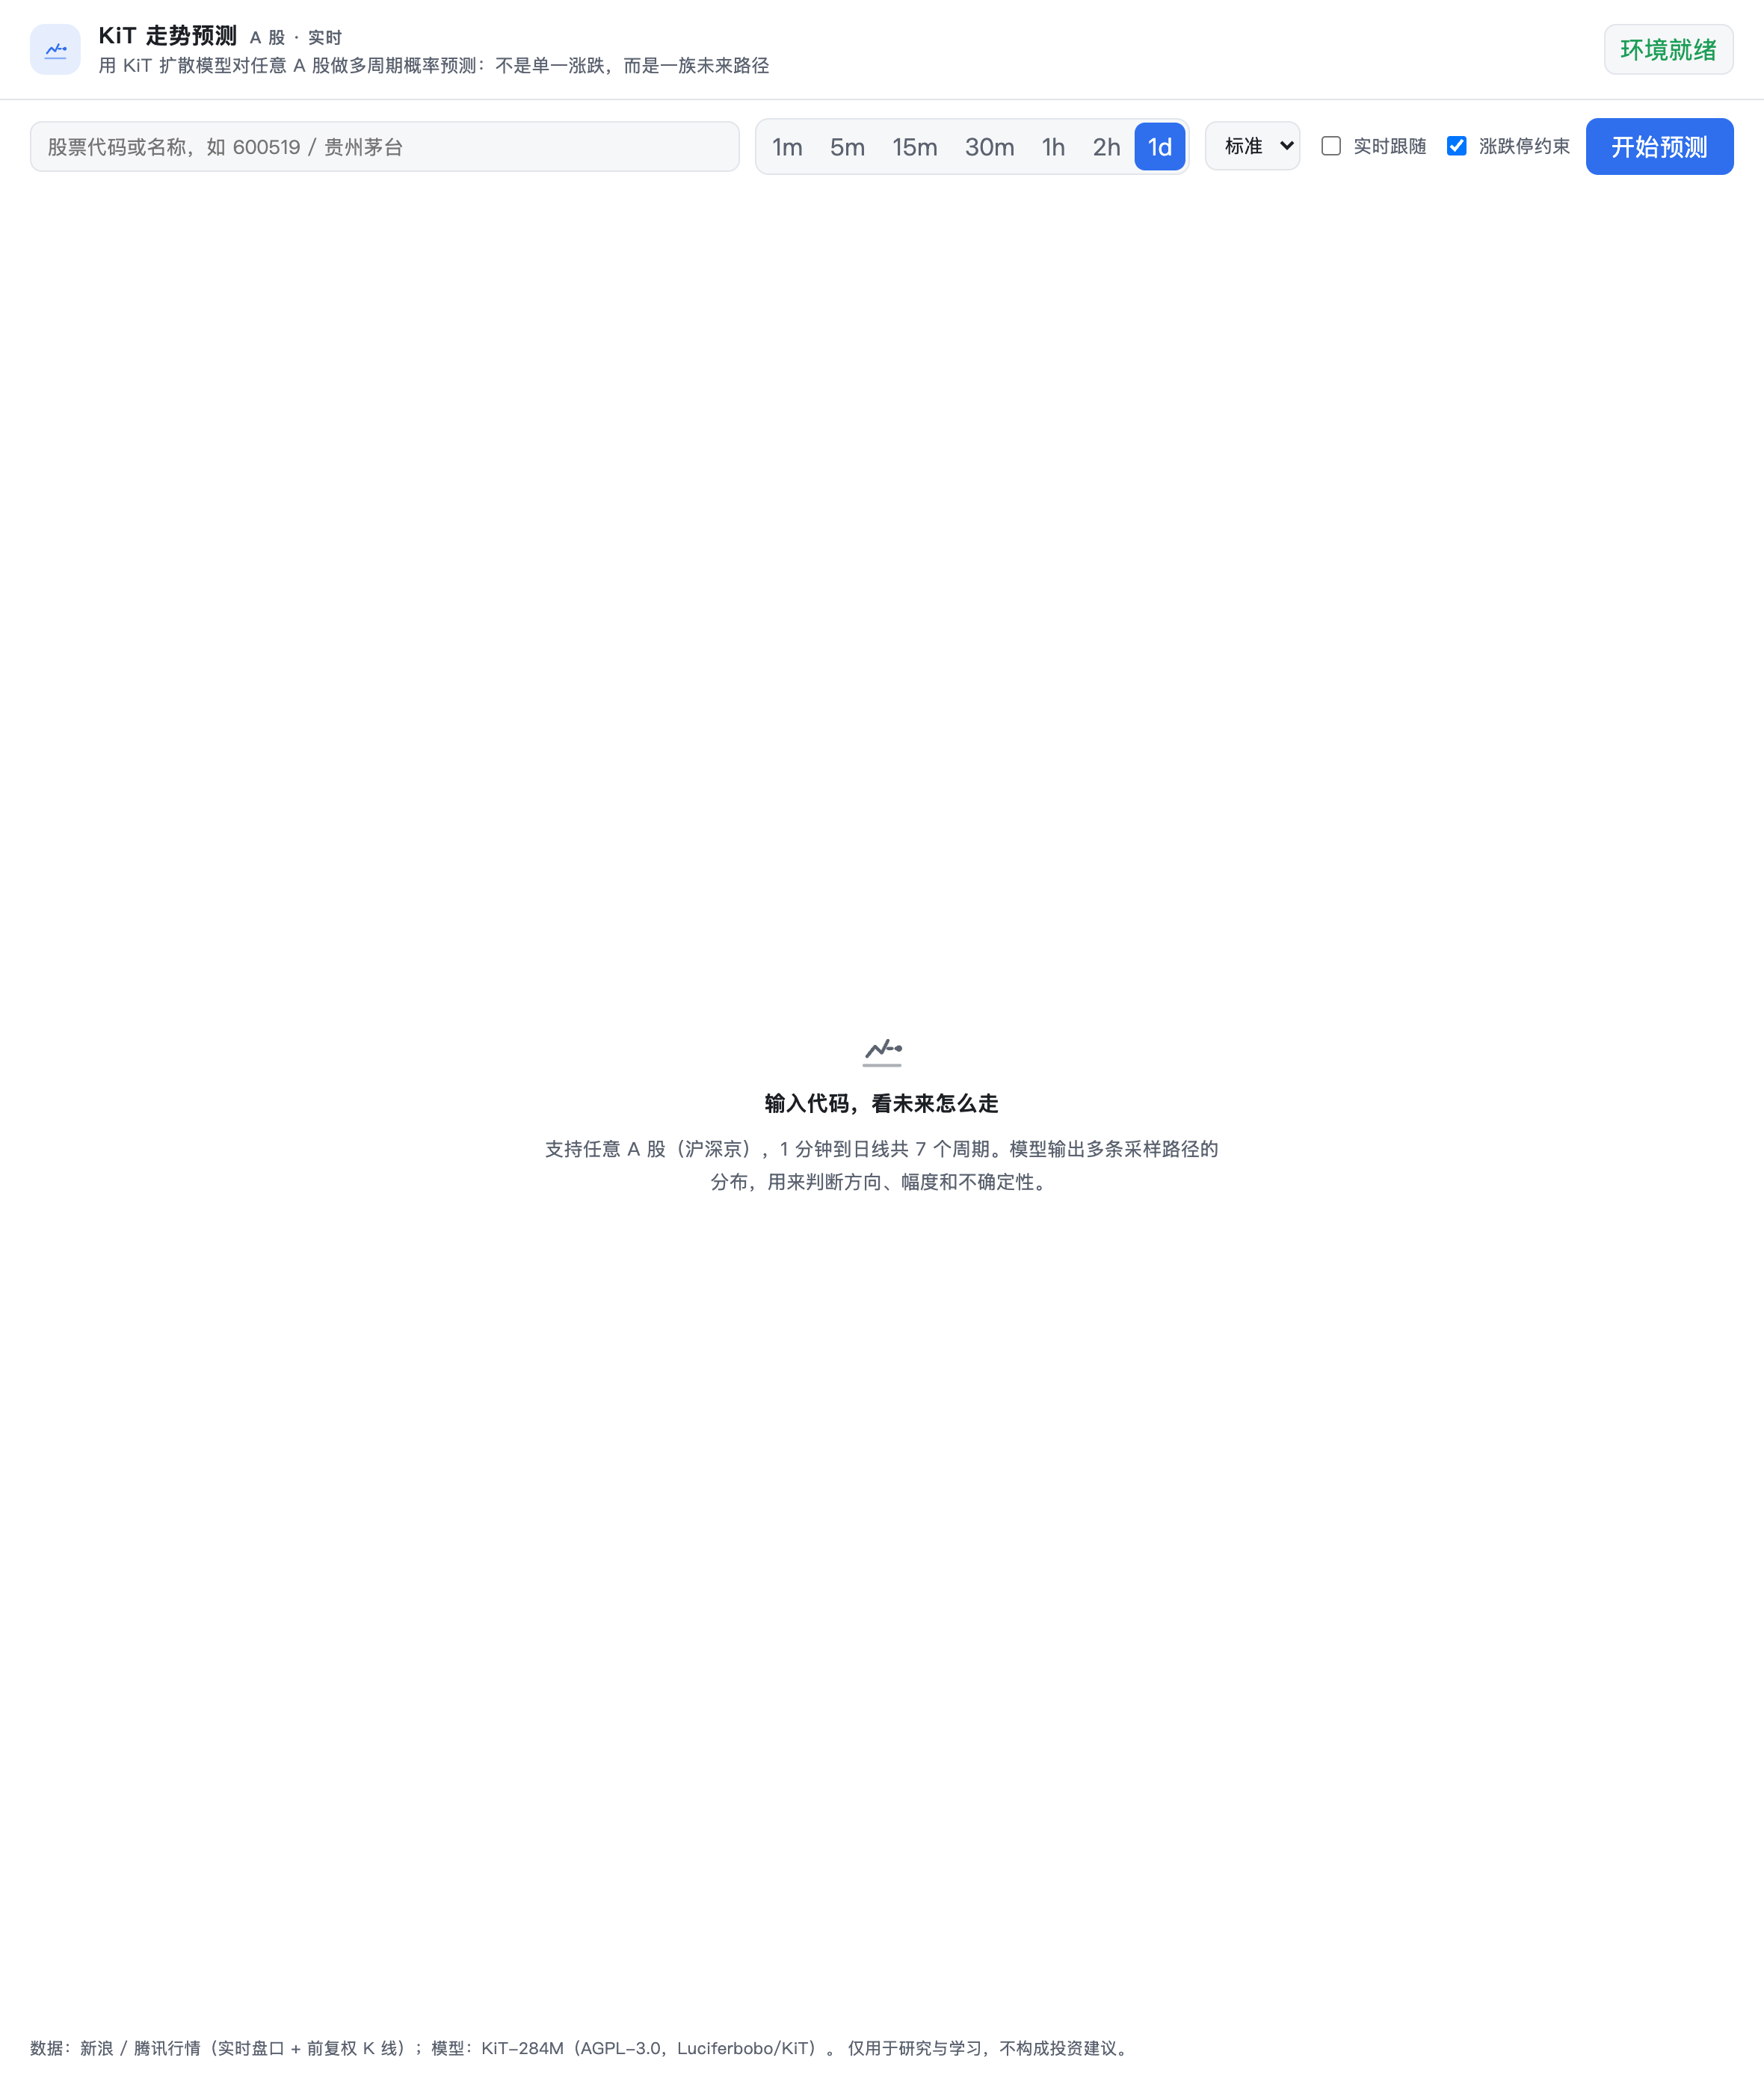 KiT 走势预测 A 股 · 实时
用 KiT 扩散模型对任意 A 股做多周期概率预测：不是单一涨跌，而是一族未来路径
环境就绪
股票代码或名称，如 600519 / 贵州茅台
1m 5m 15m 30m 1h 2h 1d
标准
实时跟随
涨跌停约束
开始预测
输入代码，看未来怎么走
支持任意 A 股（沪深京），1 分钟到日线共 7 个周期。模型输出多条采样路径的
分布，用来判断方向、幅度和不确定性。
数据：新浪 / 腾讯行情（实时盘口 + 前复权 K 线）；模型：KiT-284M（AGPL-3.0，Luciferbobo/KiT）。 仅用于研究与学习，不构成投资建议。